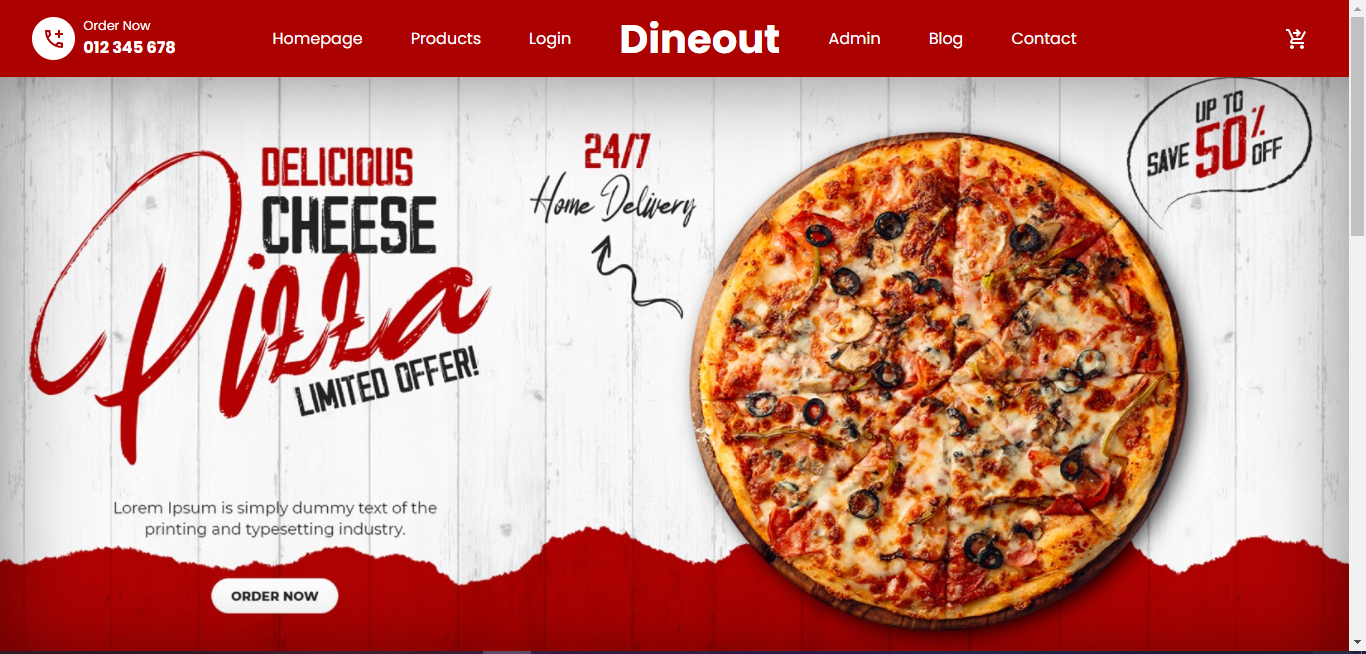 Order Now
012 345 678
Homepage
Products
Login
Dineout
Admin
Blog
Contact
DELICIOUS
CHEESE
Pizza
LIMITED OFFER!
24/7
Home Delivery
UP TO
SAVE 50% OFF
Lorem Ipsum is simply dummy text of the
printing and typesetting industry.
ORDER NOW